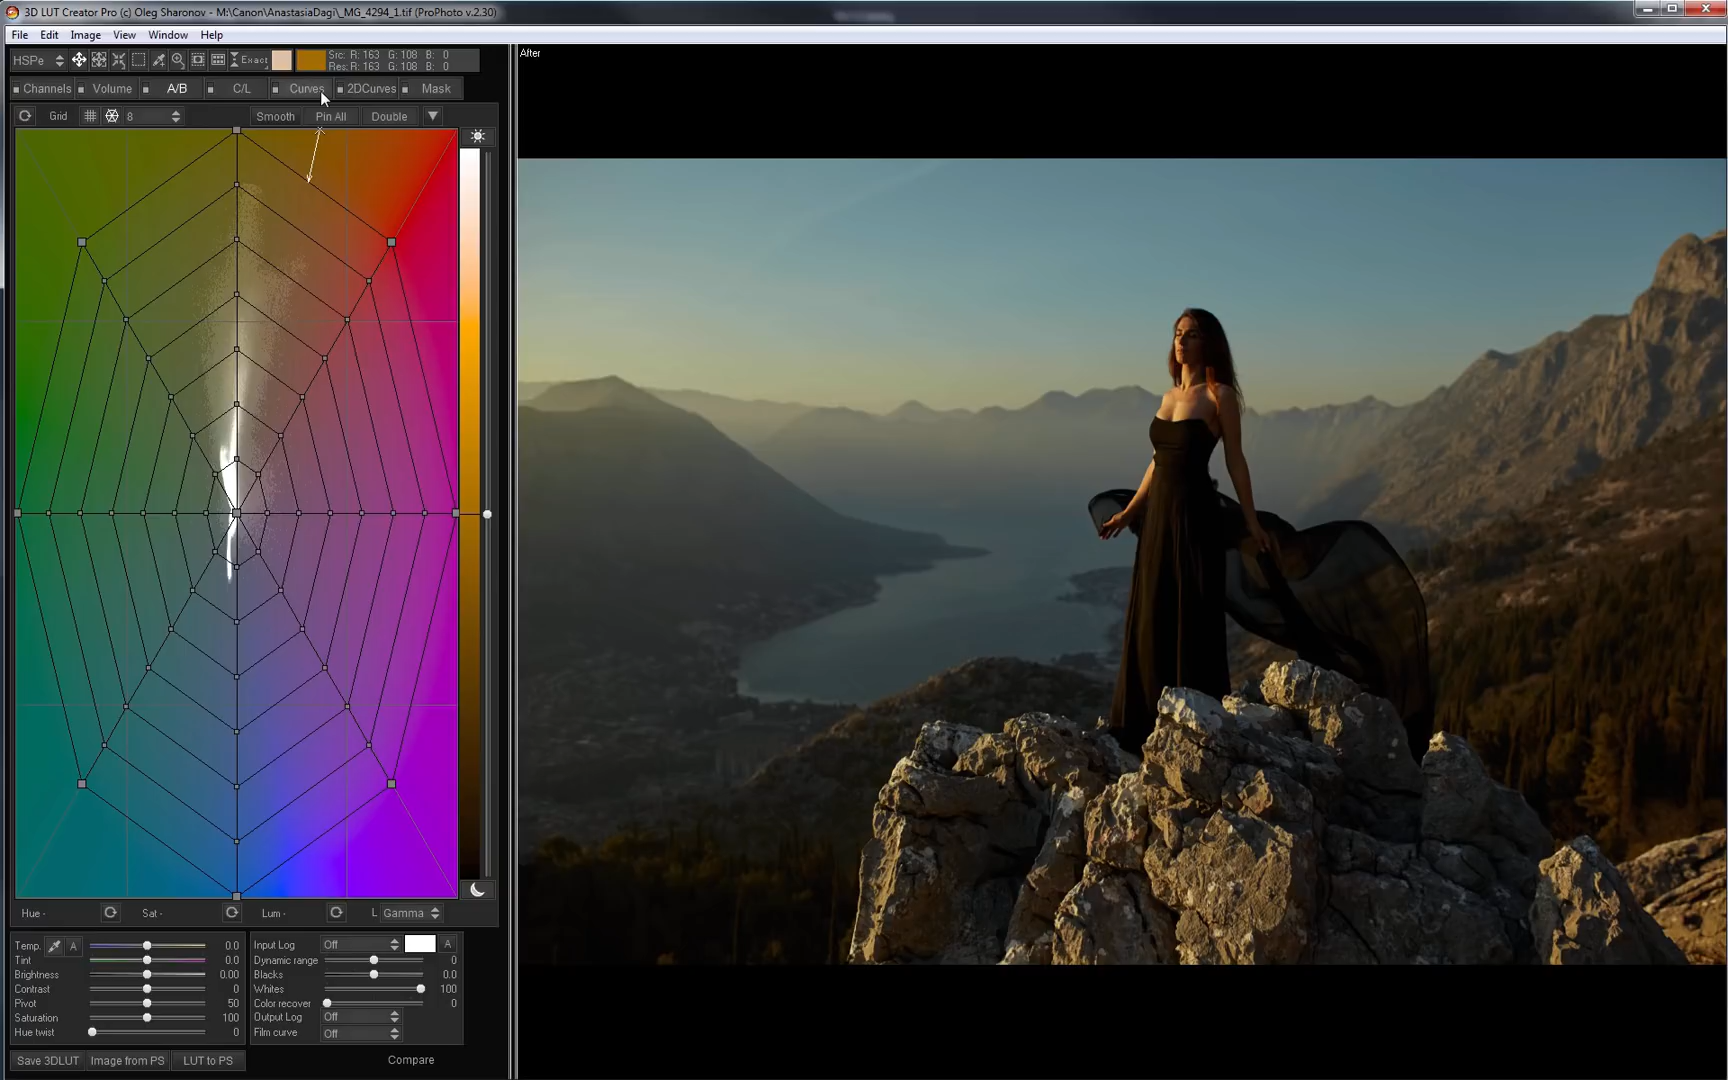 3D LUT Creator Pro (c) Oleg Sharonov - M:\Canon\AnastasiaDagi\_MG_4294_1.tif (ProPhoto v.2.30)
File Edit Image View Window Help
HSPe Exact Src: R: 163 G: 108 B: 0
Res: R: 163 G: 108 B: 0
After
Channels Volume A/B C/L Curves 2DCurves Mask
Grid 8 Smooth Pin All Double
Hue - Sat - Lum - L Gamma
Temp. A 0.0
Tint 0.0
Brightness 0.00
Contrast 0
Pivot 50
Saturation 100
Hue twist 0
Input Log Off A
Dynamic range 0
Blacks 0.0
Whites 100
Color recover 0
Output Log Off
Film curve Off
Save 3DLUT Image from PS LUT to PS Compare